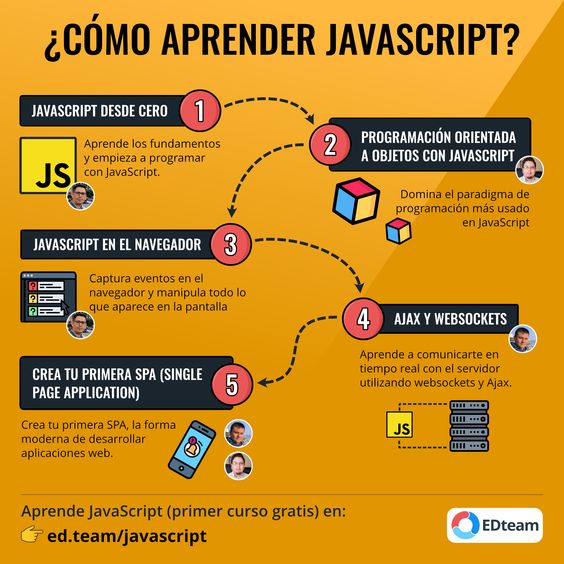 ¿CÓMO APRENDER JAVASCRIPT?
JAVASCRIPT DESDE CERO
1
Aprende los fundamentos
y empieza a programar
con JavaScript.
JS
2
PROGRAMACIÓN ORIENTADA
A OBJETOS CON JAVASCRIPT
Domina el paradigma de
programación más usado
en JavaScript
JAVASCRIPT EN EL NAVEGADOR
3
Captura eventos en el
navegador y manipula todo lo
que aparece en la pantalla
? ? ?
4
AJAX Y WEBSOCKETS
Aprende a comunicarte en
tiempo real con el servidor
utilizando websockets y Ajax.
JS
CREA TU PRIMERA SPA (SINGLE
PAGE APPLICATION)
5
Crea tu primera SPA, la forma
moderna de desarrollar
aplicaciones web.
Aprende JavaScript (primer curso gratis) en:
ed.team/javascript
EDteam